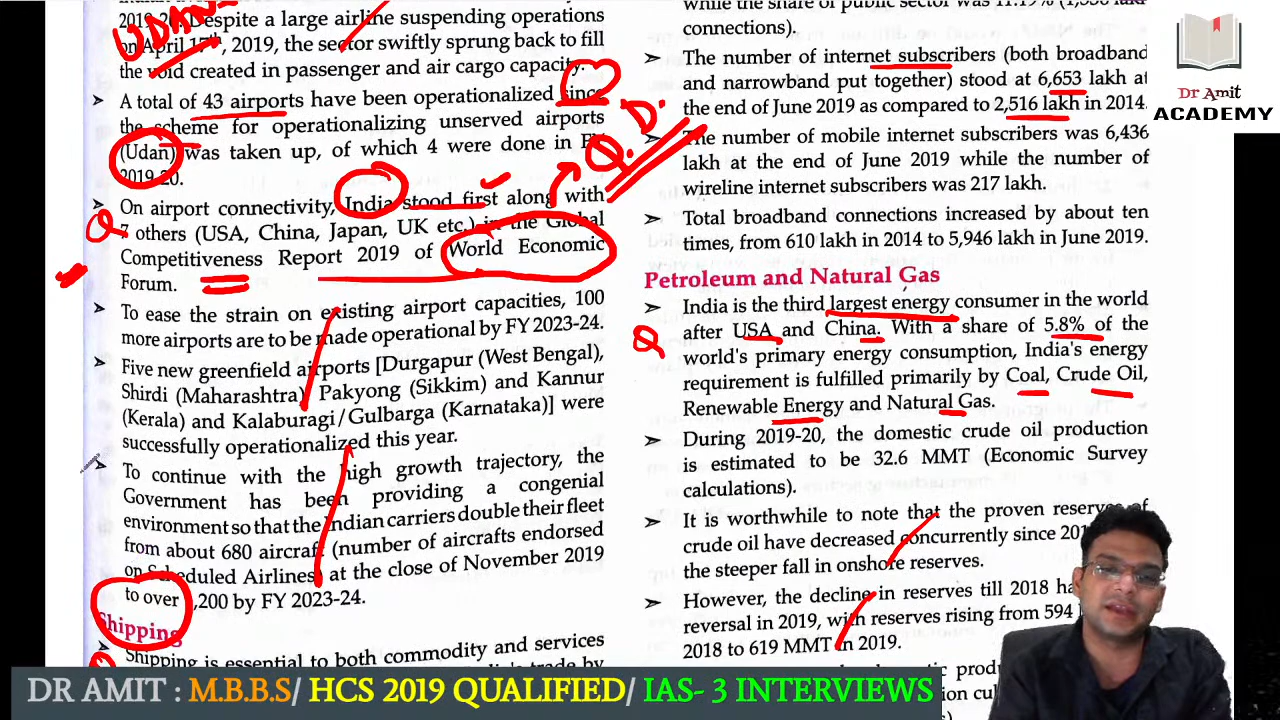 UDAN
2019-20. Despite a large airline suspending operations
on April 17th, 2019, the sector swiftly sprung back to fill
the void created in passenger and air cargo capacity.
➤ A total of 43 airports have been operationalized since
the scheme for operationalizing unserved airports
(Udan) was taken up, of which 4 were done in FY
2019-20.
➤ On airport connectivity, India stood first along with
7 others (USA, China, Japan, UK etc.) in the Global
Competitiveness Report 2019 of World Economic
Forum.
➤ To ease the strain on existing airport capacities, 100
more airports are to be made operational by FY 2023-24.
➤ Five new greenfield airports [Durgapur (West Bengal),
Shirdi (Maharashtra) Pakyong (Sikkim) and Kannur
(Kerala) and Kalaburagi/Gulbarga (Karnataka)] were
successfully operationalized this year.
➤ To continue with the high growth trajectory, the
Government has been providing a congenial
environment so that the Indian carriers double their fleet
from about 680 aircraft (number of aircrafts endorsed
on Scheduled Airlines at the close of November 2019
to over ,200 by FY 2023-24.
Shipping
➤ Shipping is essential to both commodity and services
trade by
Q
Q.D.
while the share of public sector was 11.19%
connections).
➤ The number of internet subscribers (both broadband
and narrowband put together) stood at 6,653 lakh at
the end of June 2019 as compared to 2,516 lakh in 2014.
➤ The number of mobile internet subscribers was 6,436
lakh at the end of June 2019 while the number of
wireline internet subscribers was 217 lakh.
➤ Total broadband connections increased by about ten
times, from 610 lakh in 2014 to 5,946 lakh in June 2019.
Petroleum and Natural Gas
➤ India is the third largest energy consumer in the world
after USA and China. With a share of 5.8% of the
world's primary energy consumption, India's energy
requirement is fulfilled primarily by Coal, Crude Oil,
Renewable Energy and Natural Gas.
Q
➤ During 2019-20, the domestic crude oil production
is estimated to be 32.6 MMT (Economic Survey
calculations).
➤ It is worthwhile to note that the proven reserves of
crude oil have decreased concurrently since
the steeper fall in onshore reserves.
➤ However, the decline in reserves till 2018
reversal in 2019, with reserves rising from 594
2018 to 619 MMT in 2019.
Dr Amit
ACADEMY
DR AMIT : M.B.B.S/ HCS 2019 QUALIFIED/ IAS- 3 INTERVIEWS